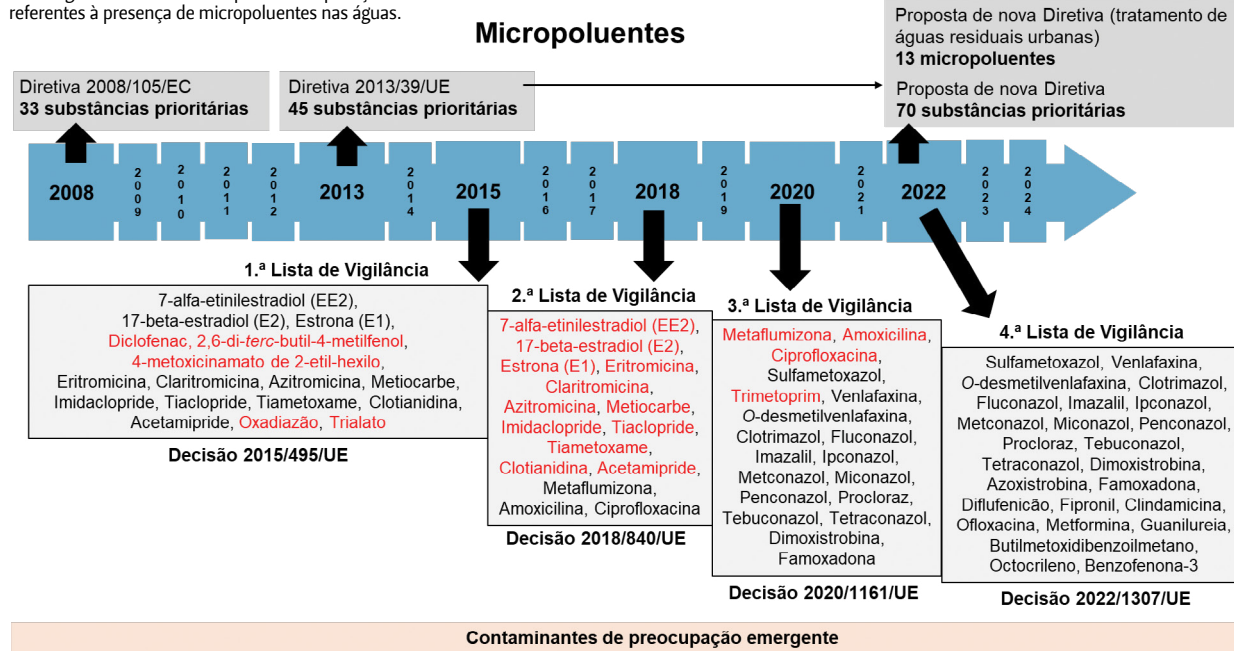 referentes à presença de micropoluentes nas águas.
Micropoluentes
Diretiva 2008/105/EC
33 substâncias prioritárias
Diretiva 2013/39/UE
45 substâncias prioritárias
Proposta de nova Diretiva (tratamento de
águas residuais urbanas)
13 micropoluentes
Proposta de nova Diretiva
70 substâncias prioritárias
2008
2009
2010
2011
2012
2013
2014
2015
2016
2017
2018
2019
2020
2021
2022
2023
2024
1.ª Lista de Vigilância
7-alfa-etinilestradiol (EE2),
17-beta-estradiol (E2), Estrona (E1),
Diclofenac, 2,6-di-terc-butil-4-metilfenol,
4-metoxicinamato de 2-etil-hexilo,
Eritromicina, Claritromicina, Azitromicina, Metiocarbe,
Imidaclopride, Tiaclopride, Tiametoxame, Clotianidina,
Acetamipride, Oxadiazão, Trialato
Decisão 2015/495/UE
2.ª Lista de Vigilância
7-alfa-etinilestradiol (EE2),
17-beta-estradiol (E2),
Estrona (E1), Eritromicina,
Claritromicina,
Azitromicina, Metiocarbe,
Imidaclopride, Tiaclopride,
Tiametoxame,
Clotianidina, Acetamipride,
Metaflumizona,
Amoxicilina, Ciprofloxacina
Decisão 2018/840/UE
3.ª Lista de Vigilância
Metaflumizona, Amoxicilina,
Ciprofloxacina,
Sulfametoxazol,
Trimetoprim, Venlafaxina,
O-desmetilvenlafaxina,
Clotrimazol, Fluconazol,
Imazalil, Ipconazol,
Metconazol, Miconazol,
Penconazol, Procloraz,
Tebuconazol, Tetraconazol,
Dimoxistrobina,
Famoxadona
Decisão 2020/1161/UE
4.ª Lista de Vigilância
Sulfametoxazol, Venlafaxina,
O-desmetilvenlafaxina, Clotrimazol,
Fluconazol, Imazalil, Ipconazol,
Metconazol, Miconazol, Penconazol,
Procloraz, Tebuconazol,
Tetraconazol, Dimoxistrobina,
Azoxistrobina, Famoxadona,
Diflufenicão, Fipronil, Clindamicina,
Ofloxacina, Metformina, Guanilureia,
Butilmetoxidibenzoilmetano,
Octocrileno, Benzofenona-3
Decisão 2022/1307/UE
Contaminantes de preocupação emergente